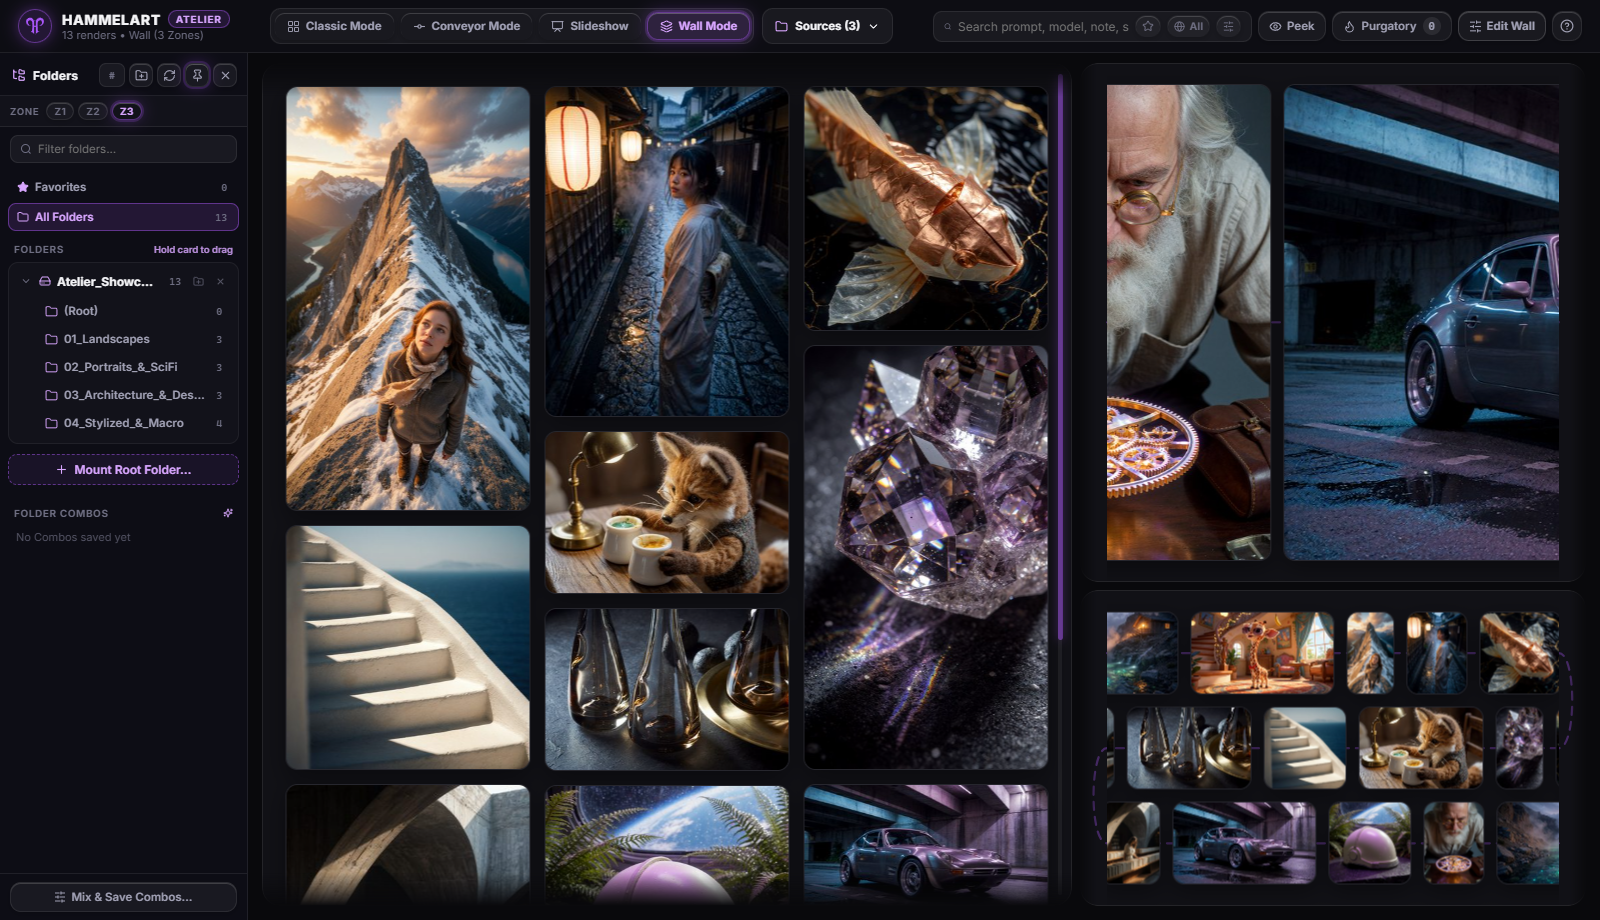 HAMMELART ATELIER
13 renders • Wall (3 Zones)
Classic Mode
Conveyor Mode
Slideshow
Wall Mode
Sources (3)
Search prompt, model, note, s
All
Peek
Purgatory 0
Edit Wall
Folders
#
ZONE Z1 Z2 Z3
Filter folders...
Favorites 0
All Folders 13
FOLDERS Hold card to drag
Atelier_Showc... 13
(Root) 0
01_Landscapes 3
02_Portraits_&_SciFi 3
03_Architecture_&_Des... 3
04_Stylized_&_Macro 4
Mount Root Folder...
FOLDER COMBOS
No Combos saved yet
Mix & Save Combos...